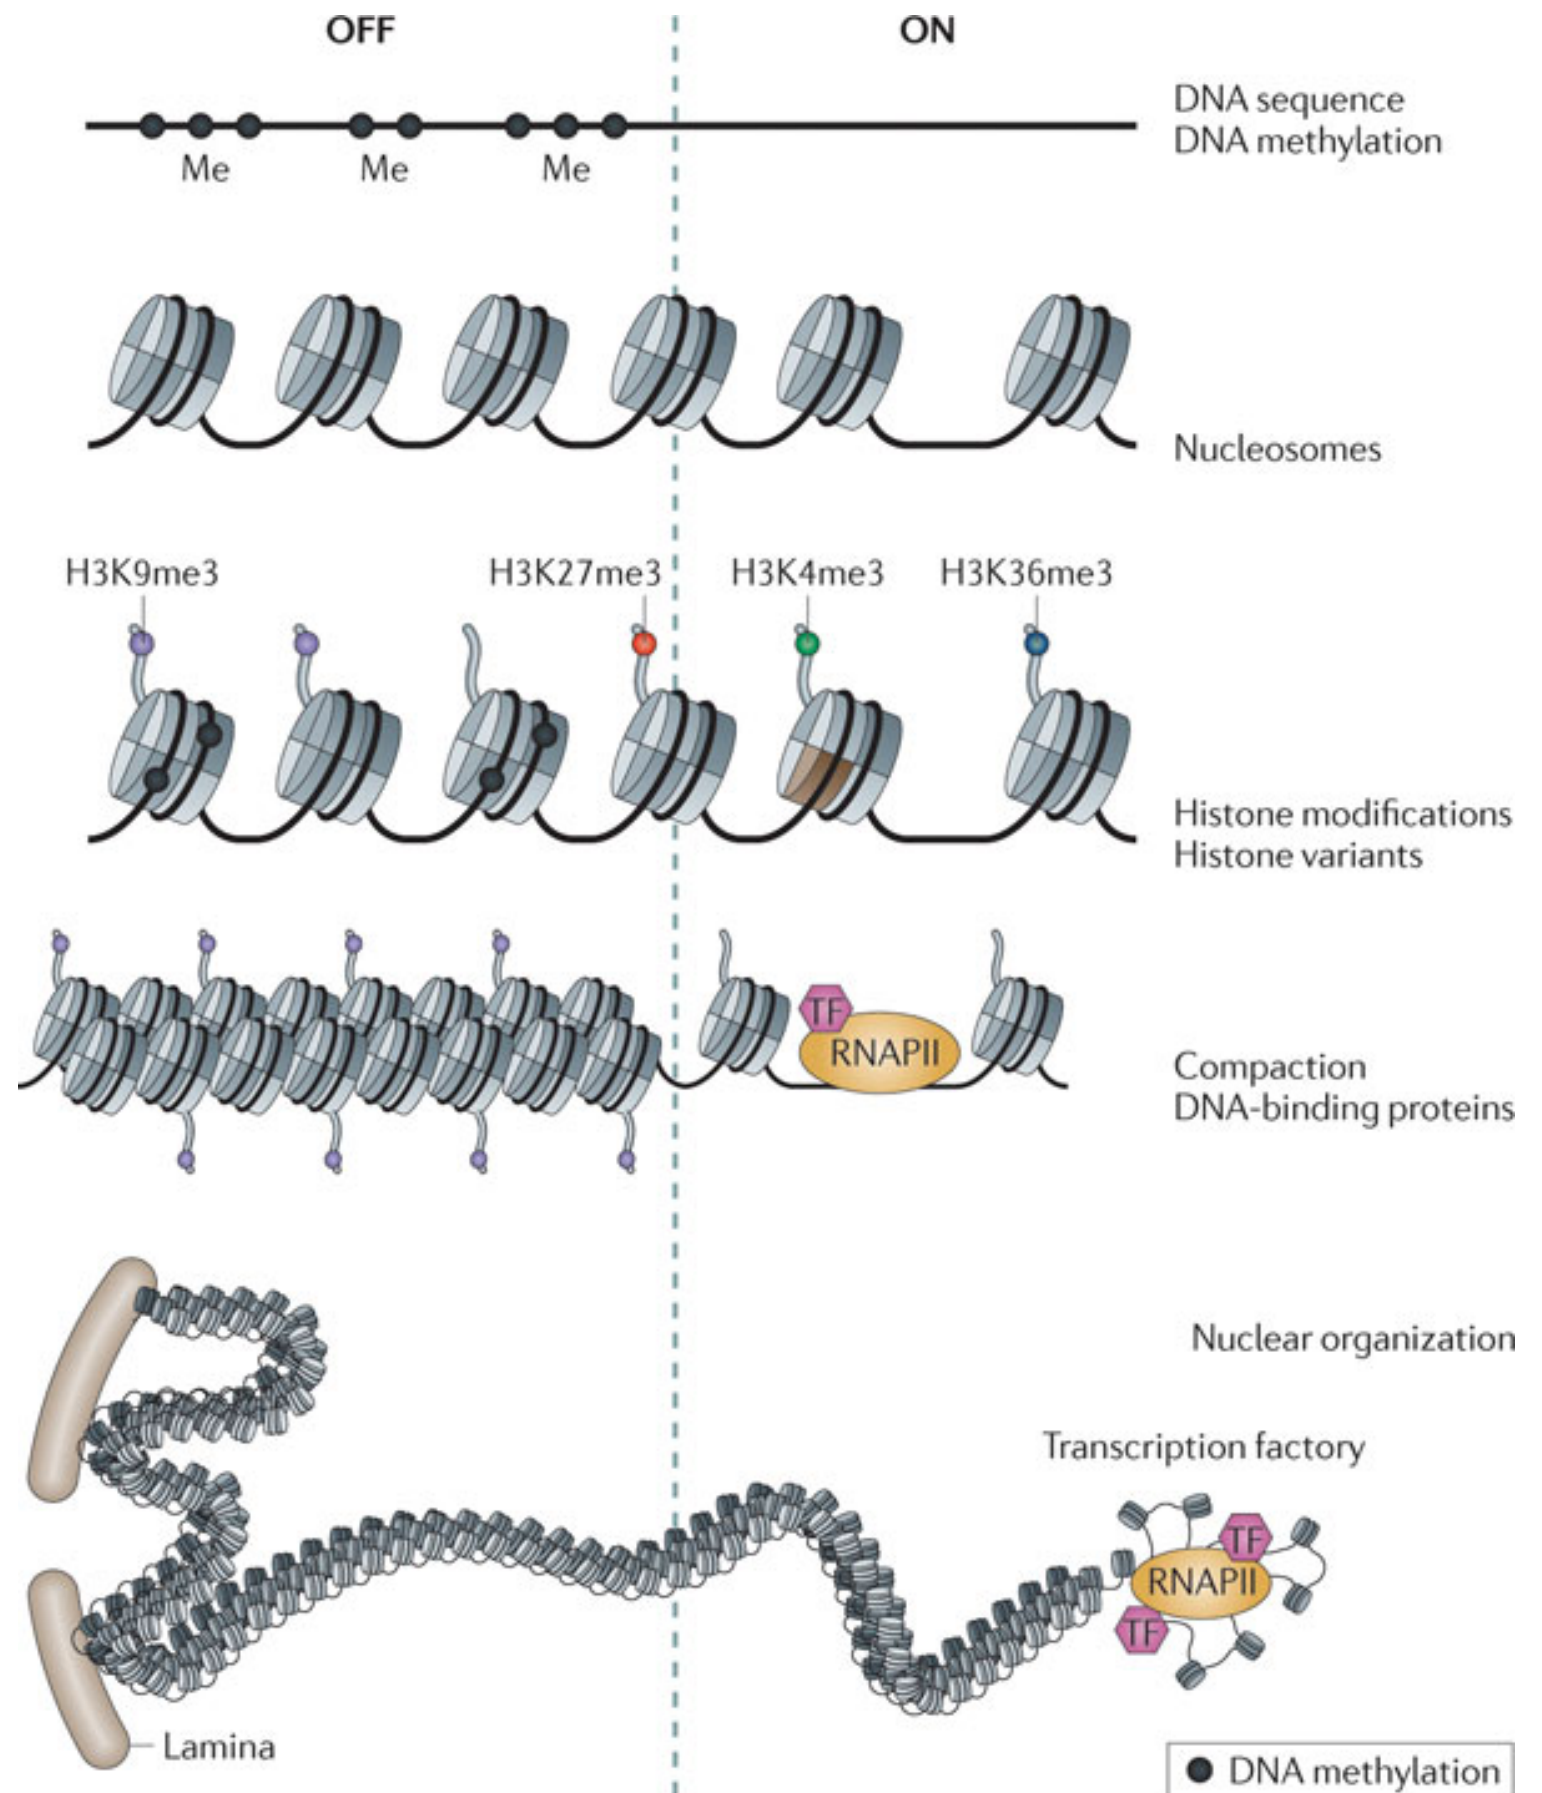 OFF
ON
DNA sequence
DNA methylation
Me
Me
Me
Nucleosomes
H3K9me3
H3K27me3
H3K4me3
H3K36me3
Histone modifications
Histone variants
TF
RNAPII
Compaction
DNA-binding proteins
Nuclear organization
Transcription factory
TF
RNAPII
TF
Lamina
DNA methylation